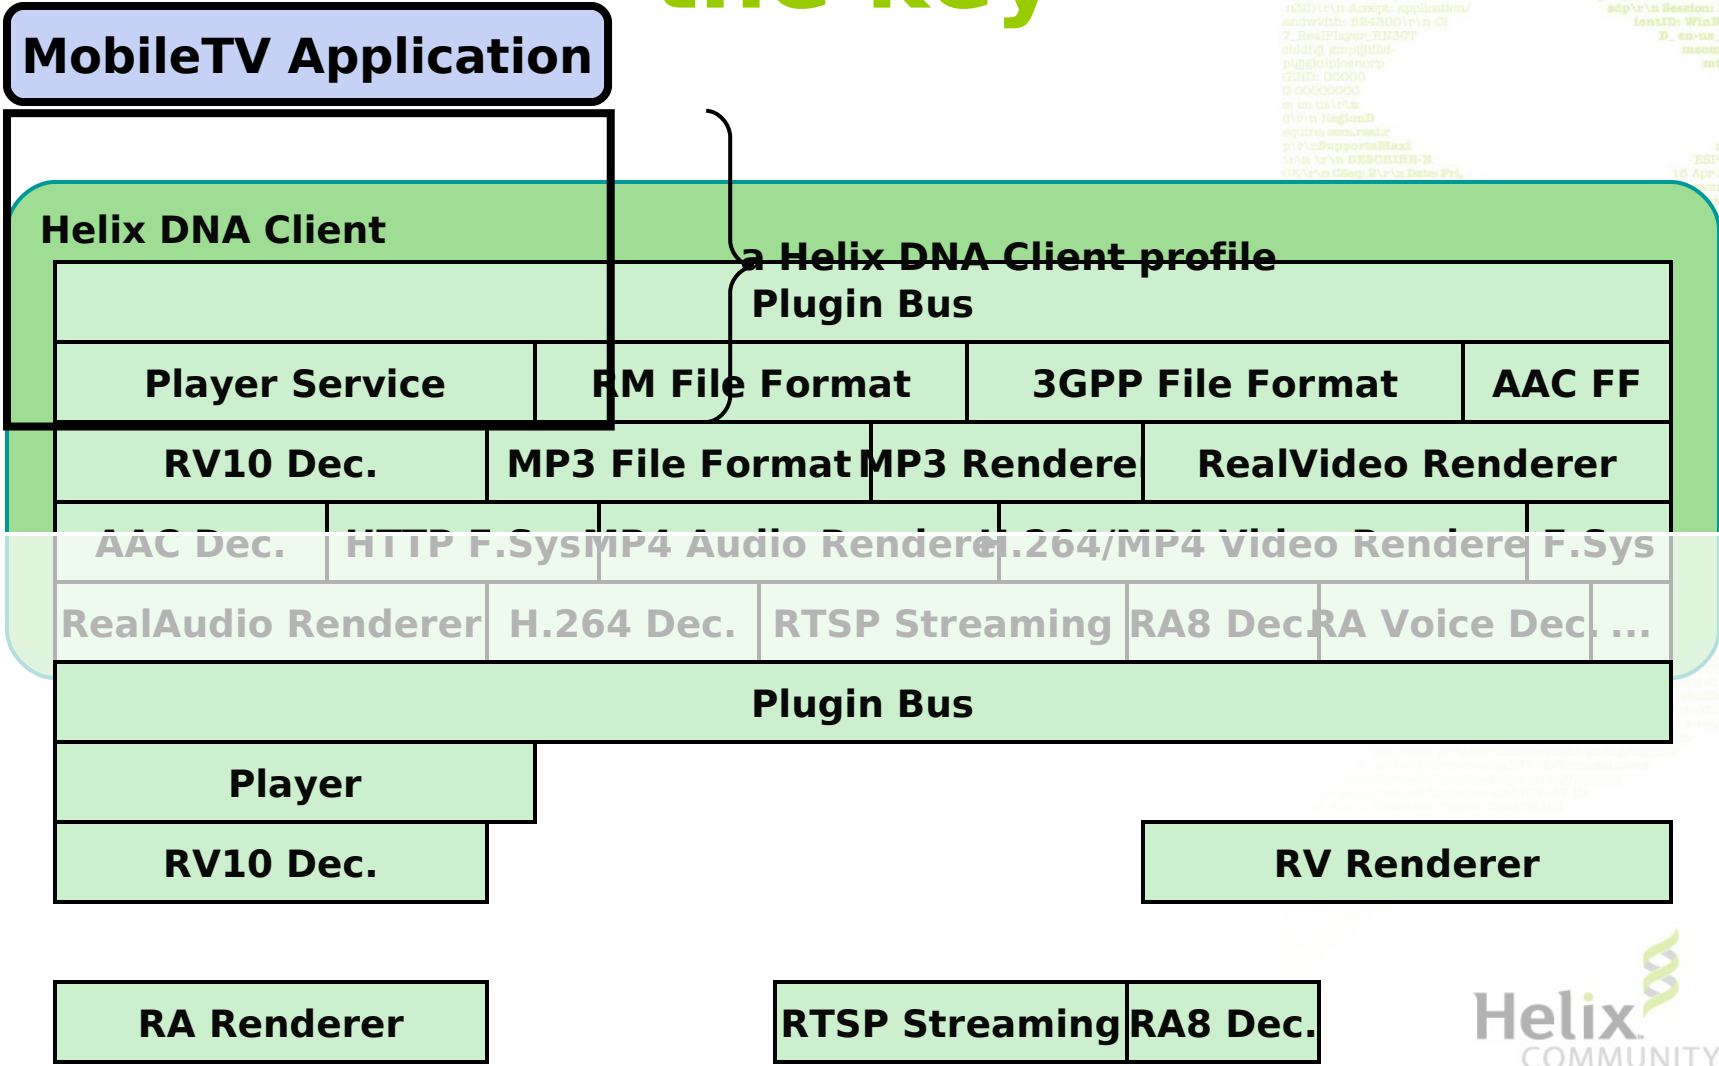 the key
MobileTV Application
Helix DNA Client
a Helix DNA Client profile
Plugin Bus
Player Service
RM File Format
3GPP File Format
AAC FF
RV10 Dec.
MP3 File Format
MP3 Rendere
RealVideo Renderer
AAC Dec.
HTTP F.Sys
MP4 Audio Rendere
H.264/MP4 Video Rendere
F.Sys
RealAudio Renderer
H.264 Dec.
RTSP Streaming
RA8 Dec.
RA Voice Dec.
...
Plugin Bus
Player
RV10 Dec.
RV Renderer
RA Renderer
RTSP Streaming
RA8 Dec.
Helix
COMMUNITY